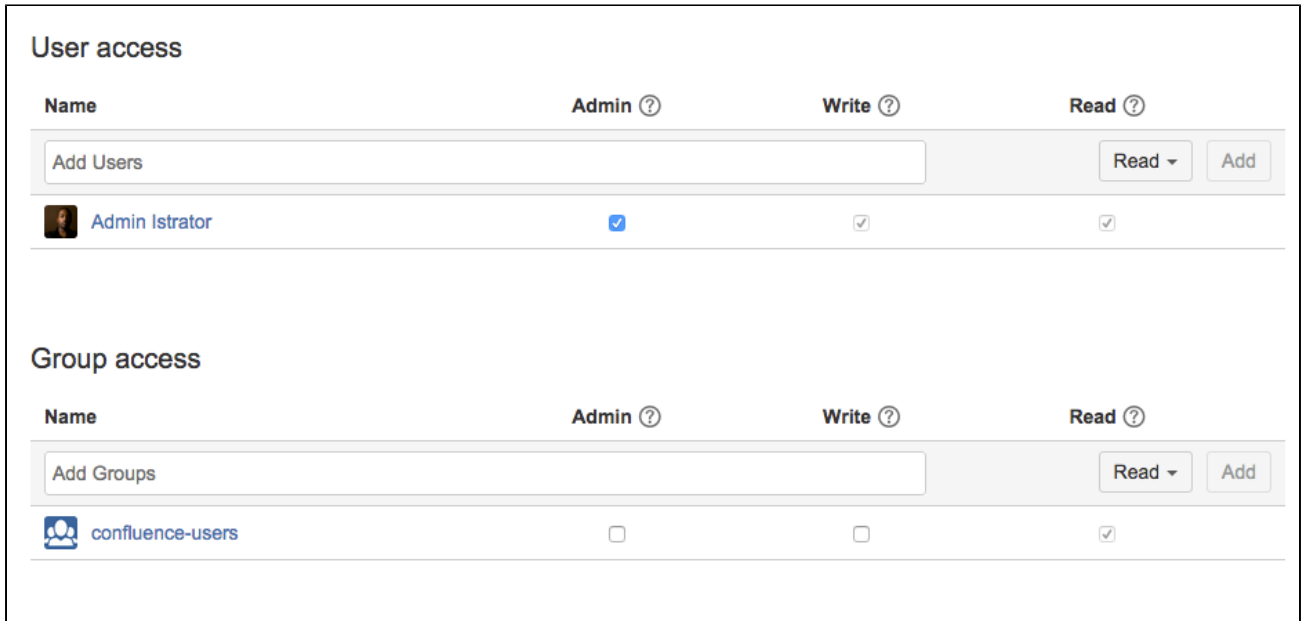 User access
Name Admin ? Write ? Read ?
Add Users Read Add
Admin Istrator
Group access
Name Admin ? Write ? Read ?
Add Groups Read Add
confluence-users